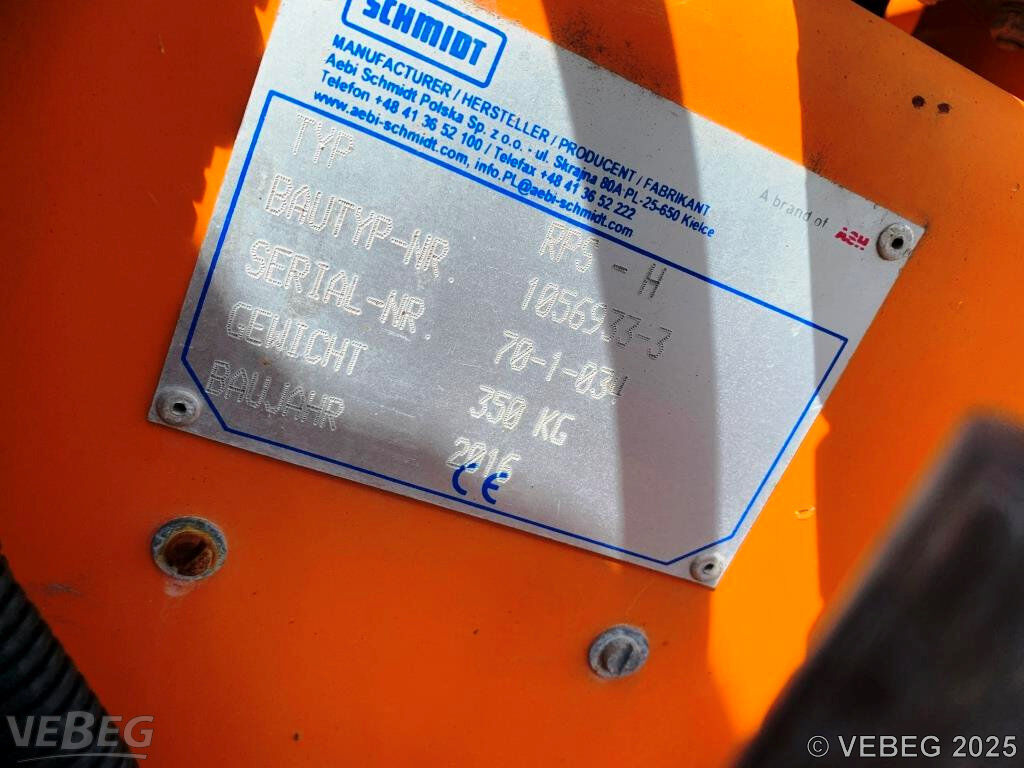 SCHMIDT
MANUFACTURER / HERSTELLER / PRODUCENT / FABRIKANT
Aebi Schmidt Polska Sp. z o.o. - ul. Skrajna 80A·PL-25-650 Kielce
Telefon +48 41 36 52 100 / Telefax +48 41 36 52 222
www.aebi-schmidt.com, info.PL@aebi-schmidt.com
A brand of ASH
TYP RPS - H
BAUTYP-NR. 1056933-3
SERIAL-NR. 70-1-034
GEWICHT 350 KG
BAUJAHR 2016
CE
VEBEG
© VEBEG 2025